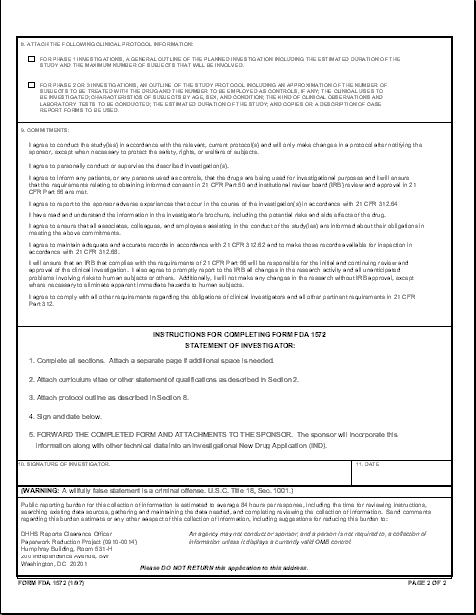 8. ATTACH THE FOLLOWING CLINICAL PROTOCOL INFORMATION:
FOR PHASE 1 INVESTIGATIONS, A GENERAL OUTLINE OF THE PLANNED INVESTIGATION INCLUDING THE ESTIMATED DURATION OF THE
STUDY AND THE MAXIMUM NUMBER OF SUBJECTS THAT WILL BE INVOLVED.
FOR PHASE 2 OR 3 INVESTIGATIONS, AN OUTLINE OF THE STUDY PROTOCOL INCLUDING AN APPROXIMATION OF THE NUMBER OF
SUBJECTS TO BE TREATED WITH THE DRUG AND THE NUMBER TO BE EMPLOYED AS CONTROLS, IF ANY; THE CLINICAL USES TO
BE INVESTIGATED; CHARACTERISTICS OF SUBJECTS BY AGE, SEX, AND CONDITION; THE KIND OF CLINICAL OBSERVATIONS AND
LABORATORY TESTS TO BE CONDUCTED; THE ESTIMATED DURATION OF THE STUDY; AND COPIES OR A DESCRIPTION OF CASE
REPORT FORMS TO BE USED.
9. COMMITMENTS:
I agree to conduct the study(ies) in accordance with the relevant, current protocol(s) and will only make changes in a protocol after notifying the
sponsor, except when necessary to protect the safety, rights, or welfare of subjects.
I agree to personally conduct or supervise the described investigation(s).
I agree to inform any patients, or any persons used as controls, that the drugs are being used for investigational purposes and I will ensure
that the requirements relating to obtaining informed consent in 21 CFR Part 50 and institutional review board (IRB) review and approval in 21
CFR Part 56 are met.
I agree to report to the sponsor adverse experiences that occur in the course of the investigation(s) in accordance with 21 CFR 312.64
I have read and understand the information in the investigator's brochure, including the potential risks and side affects of the drug.
I agree to ensure that all associates, colleagues, and employees assisting in the conduct of the study(ies) are informed about their obligations in
meeting the above commitments.
I agree to maintain adequate and accurate records in accordance with 21 CFR 312.62 and to make those records available for inspection in
accordance with 21 CFR 312.68.
I will ensure that an IRB that complies with the requirements of 21 CFR Part 56 will be responsible for the initial and continuing review and
approval of the clinical investigation. I also agree to promptly report to the IRB all changes in the research activity and all unanticipated
problems involving risks to human subjects or others. Additionally, I will not make any changes in the research without IRB approval, except
where necessary to eliminate apparent immediate hazards to human subjects.
I agree to comply with all other requirements regarding the obligations of clinical investigators and all other pertinent requirements in 21 CFR
Part 312.
INSTRUCTIONS FOR COMPLETING FORM FDA 1572
STATEMENT OF INVESTIGATOR:
1. Complete all sections. Attach a separate page if additional space is needed.
2. Attach curriculum vitae or other statement of qualifications as described in Section 2.
3. Attach protocol outline as described in Section 8.
4. Sign and date below.
5. FORWARD THE COMPLETED FORM AND ATTACHMENTS TO THE SPONSOR. The sponsor will incorporate this
information along with other technical data into an Investigational New Drug Application (IND).
10. SIGNATURE OF INVESTIGATOR.
11. DATE
(WARNING: A willfully false statement is a criminal offense. U.S.C. Title 18, Sec. 1001.)
Public reporting burden for this collection of information is estimated to average 84 hours per response, including the time for reviewing instructions,
searching existing data sources, gathering and maintaining the data needed, and completing reviewing the collection of information. Send comments
regarding this burden estimate or any other aspect of this collection of information, including suggestions for reducing this burden to:
DHHS Reports Clearance Officer
Paperwork Reduction Project (0910-0014)
Humphrey Building, Room 531-H
200 Independence Avenue, SW
Washington, DC 20201
An agency may not conduct or sponsor, and a person is not required to respond to, a collection of
information unless it displays a currently valid OMB control.
Please DO NOT RETURN this application to this address.
FORM FDA 1572 (1/97)
PAGE 2 OF 2